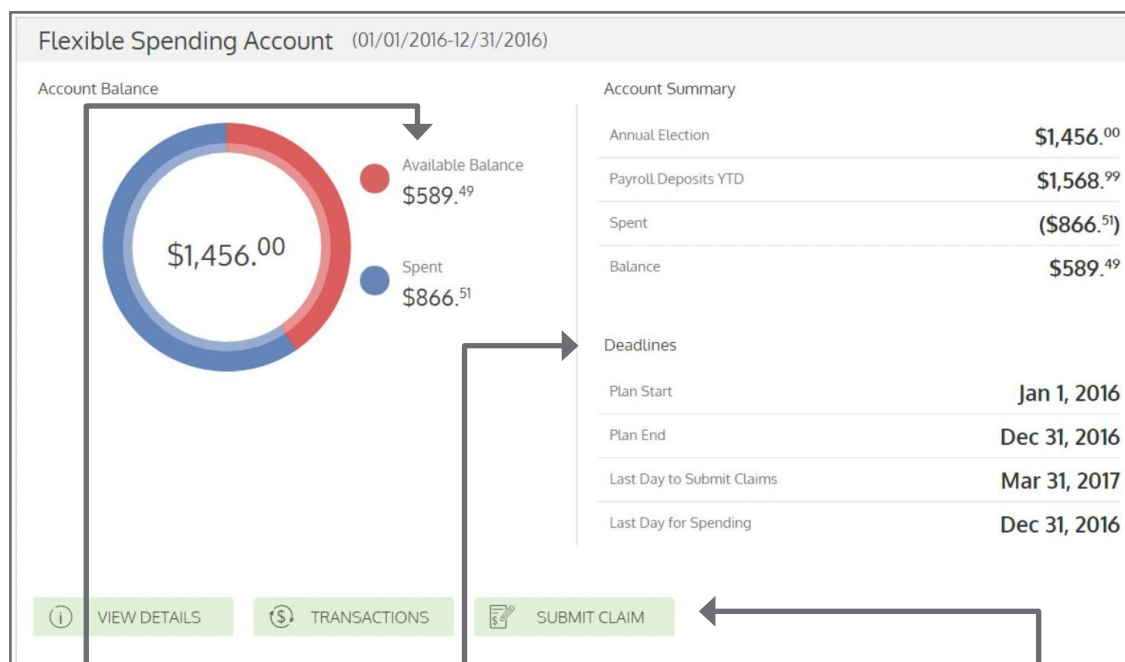 Flexible Spending Account (01/01/2016-12/31/2016)
Account Balance
$1,456.00
Available Balance
$589.49
Spent
$866.51
Account Summary
Annual Election $1,456.00
Payroll Deposits YTD $1,568.99
Spent ($866.51)
Balance $589.49
Deadlines
Plan Start Jan 1, 2016
Plan End Dec 31, 2016
Last Day to Submit Claims Mar 31, 2017
Last Day for Spending Dec 31, 2016
VIEW DETAILS TRANSACTIONS SUBMIT CLAIM